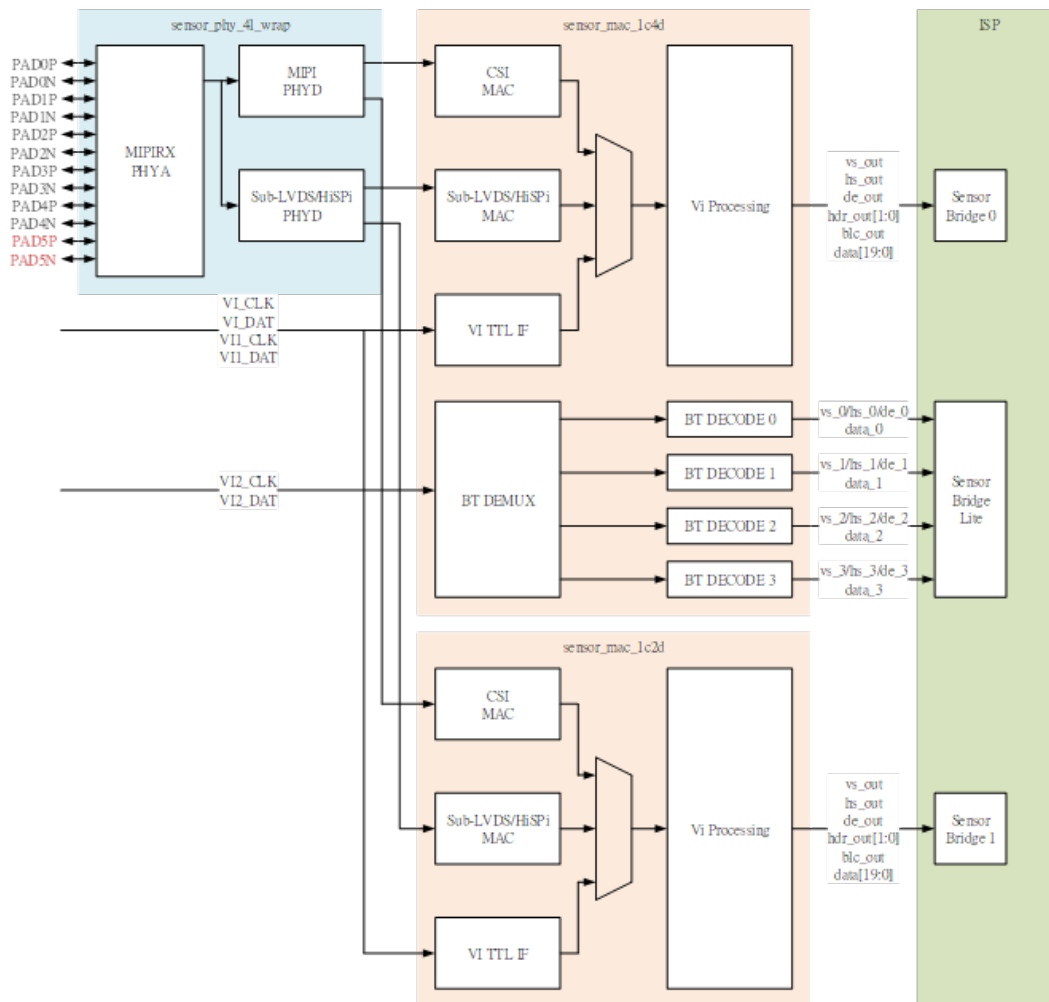 sensor_phy_4l_wrap
PAD0P
PAD0N
PAD1P
PAD1N
PAD2P
PAD2N
PAD3P
PAD3N
PAD4P
PAD4N
PAD5P
PAD5N
MIPIRX
PHYA
MIPI
PHYD
Sub-LVDS/HiSPi
PHYD
VI_CLK
VI_DAT
VI1_CLK
VI1_DAT
VI2_CLK
VI2_DAT
sensor_mac_1c4d
CSI
MAC
Sub-LVDS/HiSPi
MAC
VI TTL IF
Vi Processing
BT DEMUX
BT DECODE 0
BT DECODE 1
BT DECODE 2
BT DECODE 3
vs_out
hs_out
de_out
hdr_out[1:0]
blc_out
data[19:0]
vs_0/hs_0/de_0
data_0
vs_1/hs_1/de_1
data_1
vs_2/hs_2/de_2
data_2
vs_3/hs_3/de_3
data_3
ISP
Sensor
Bridge 0
Sensor
Bridge
Lite
sensor_mac_1c2d
CSI
MAC
Sub-LVDS/HiSPi
MAC
VI TTL IF
Vi Processing
vs_out
hs_out
de_out
hdr_out[1:0]
blc_out
data[19:0]
Sensor
Bridge 1